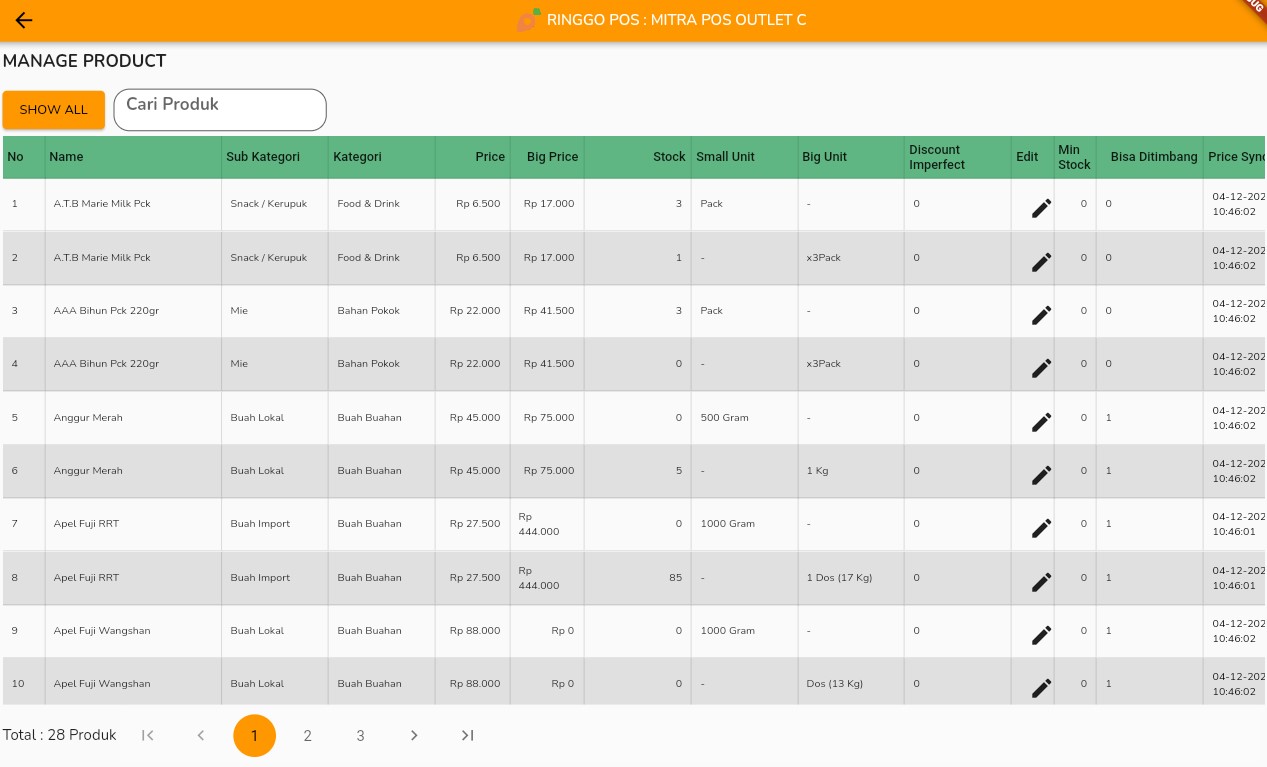 RINGGO POS : MITRA POS OUTLET C
MANAGE PRODUCT
SHOW ALL Cari Produk
No Name Sub Kategori Kategori Price Big Price Stock Small Unit Big Unit Discount Imperfect Edit Min Stock Bisa Ditimbang Price Sync
1 A.T.B Marie Milk Pck Snack / Kerupuk Food & Drink Rp 6.500 Rp 17.000 3 Pack - 0 0 0 04-12-202 10:46:02
2 A.T.B Marie Milk Pck Snack / Kerupuk Food & Drink Rp 6.500 Rp 17.000 1 - x3Pack 0 0 0 04-12-202 10:46:02
3 AAA Bihun Pck 220gr Mie Bahan Pokok Rp 22.000 Rp 41.500 3 Pack - 0 0 0 04-12-202 10:46:02
4 AAA Bihun Pck 220gr Mie Bahan Pokok Rp 22.000 Rp 41.500 0 - x3Pack 0 0 0 04-12-202 10:46:02
5 Anggur Merah Buah Lokal Buah Buahan Rp 45.000 Rp 75.000 0 500 Gram - 0 0 1 04-12-202 10:46:02
6 Anggur Merah Buah Lokal Buah Buahan Rp 45.000 Rp 75.000 5 - 1 Kg 0 0 1 04-12-202 10:46:02
7 Apel Fuji RRT Buah Import Buah Buahan Rp 27.500 Rp 444.000 0 1000 Gram - 0 0 1 04-12-202 10:46:01
8 Apel Fuji RRT Buah Import Buah Buahan Rp 27.500 Rp 444.000 85 - 1 Dos (17 Kg) 0 0 1 04-12-202 10:46:01
9 Apel Fuji Wangshan Buah Lokal Buah Buahan Rp 88.000 Rp 0 0 1000 Gram - 0 0 1 04-12-202 10:46:02
10 Apel Fuji Wangshan Buah Lokal Buah Buahan Rp 88.000 Rp 0 0 - Dos (13 Kg) 0 0 1 04-12-202 10:46:02
Total : 28 Produk 1 2 3